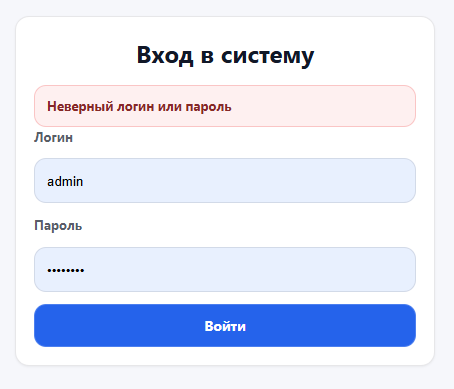 Вход в систему
Неверный логин или пароль
Логин
admin
Пароль
••••••••
Войти